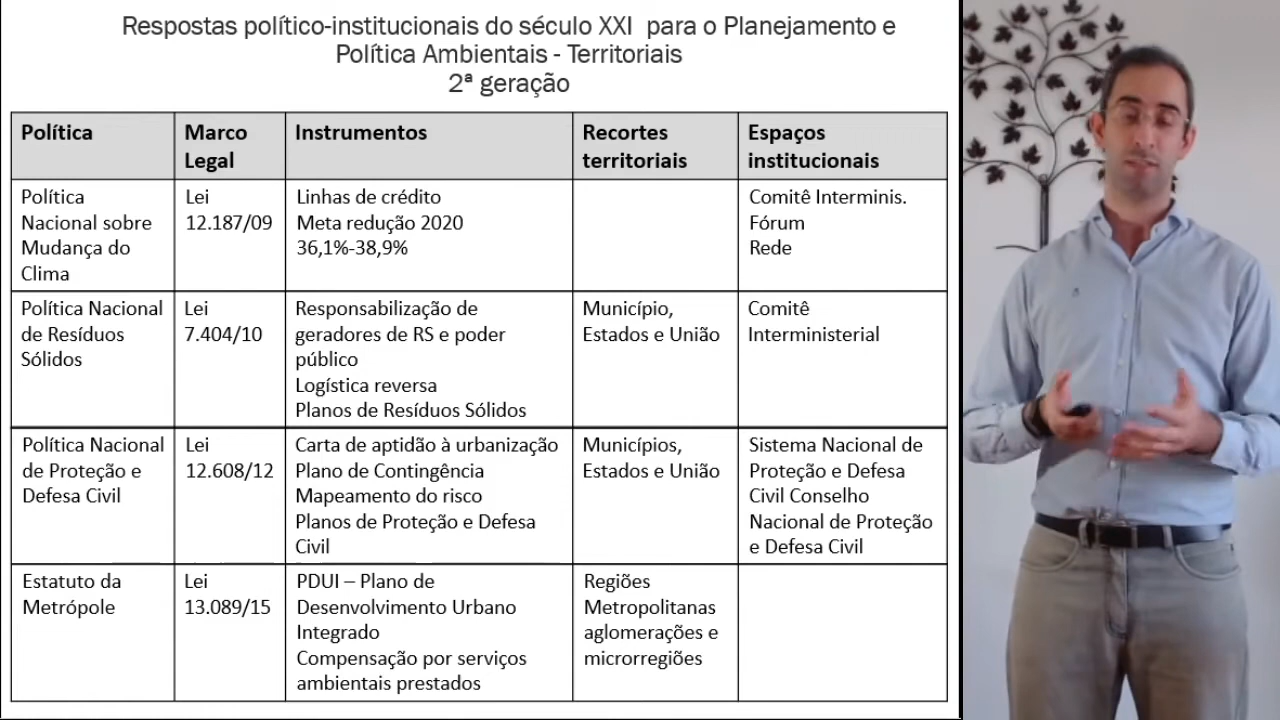 Respostas político-institucionais do século XXI para o Planejamento e
Política Ambientais - Territoriais
2ª geração
Política
Marco
Legal
Instrumentos
Recortes
territoriais
Espaços
institucionais
Política
Nacional sobre
Mudança do
Clima
Lei
12.187/09
Linhas de crédito
Meta redução 2020
36,1%-38,9%
Comitê Interminis.
Fórum
Rede
Política Nacional
de Resíduos
Sólidos
Lei
7.404/10
Responsabilização de
geradores de RS e poder
público
Logística reversa
Planos de Resíduos Sólidos
Município,
Estados e União
Comitê
Interministerial
Política Nacional
de Proteção e
Defesa Civil
Lei
12.608/12
Carta de aptidão à urbanização
Plano de Contingência
Mapeamento do risco
Planos de Proteção e Defesa
Civil
Municípios,
Estados e União
Sistema Nacional de
Proteção e Defesa
Civil Conselho
Nacional de Proteção
e Defesa Civil
Estatuto da
Metrópole
Lei
13.089/15
PDUI – Plano de
Desenvolvimento Urbano
Integrado
Compensação por serviços
ambientais prestados
Regiões
Metropolitanas
aglomerações e
microrregiões